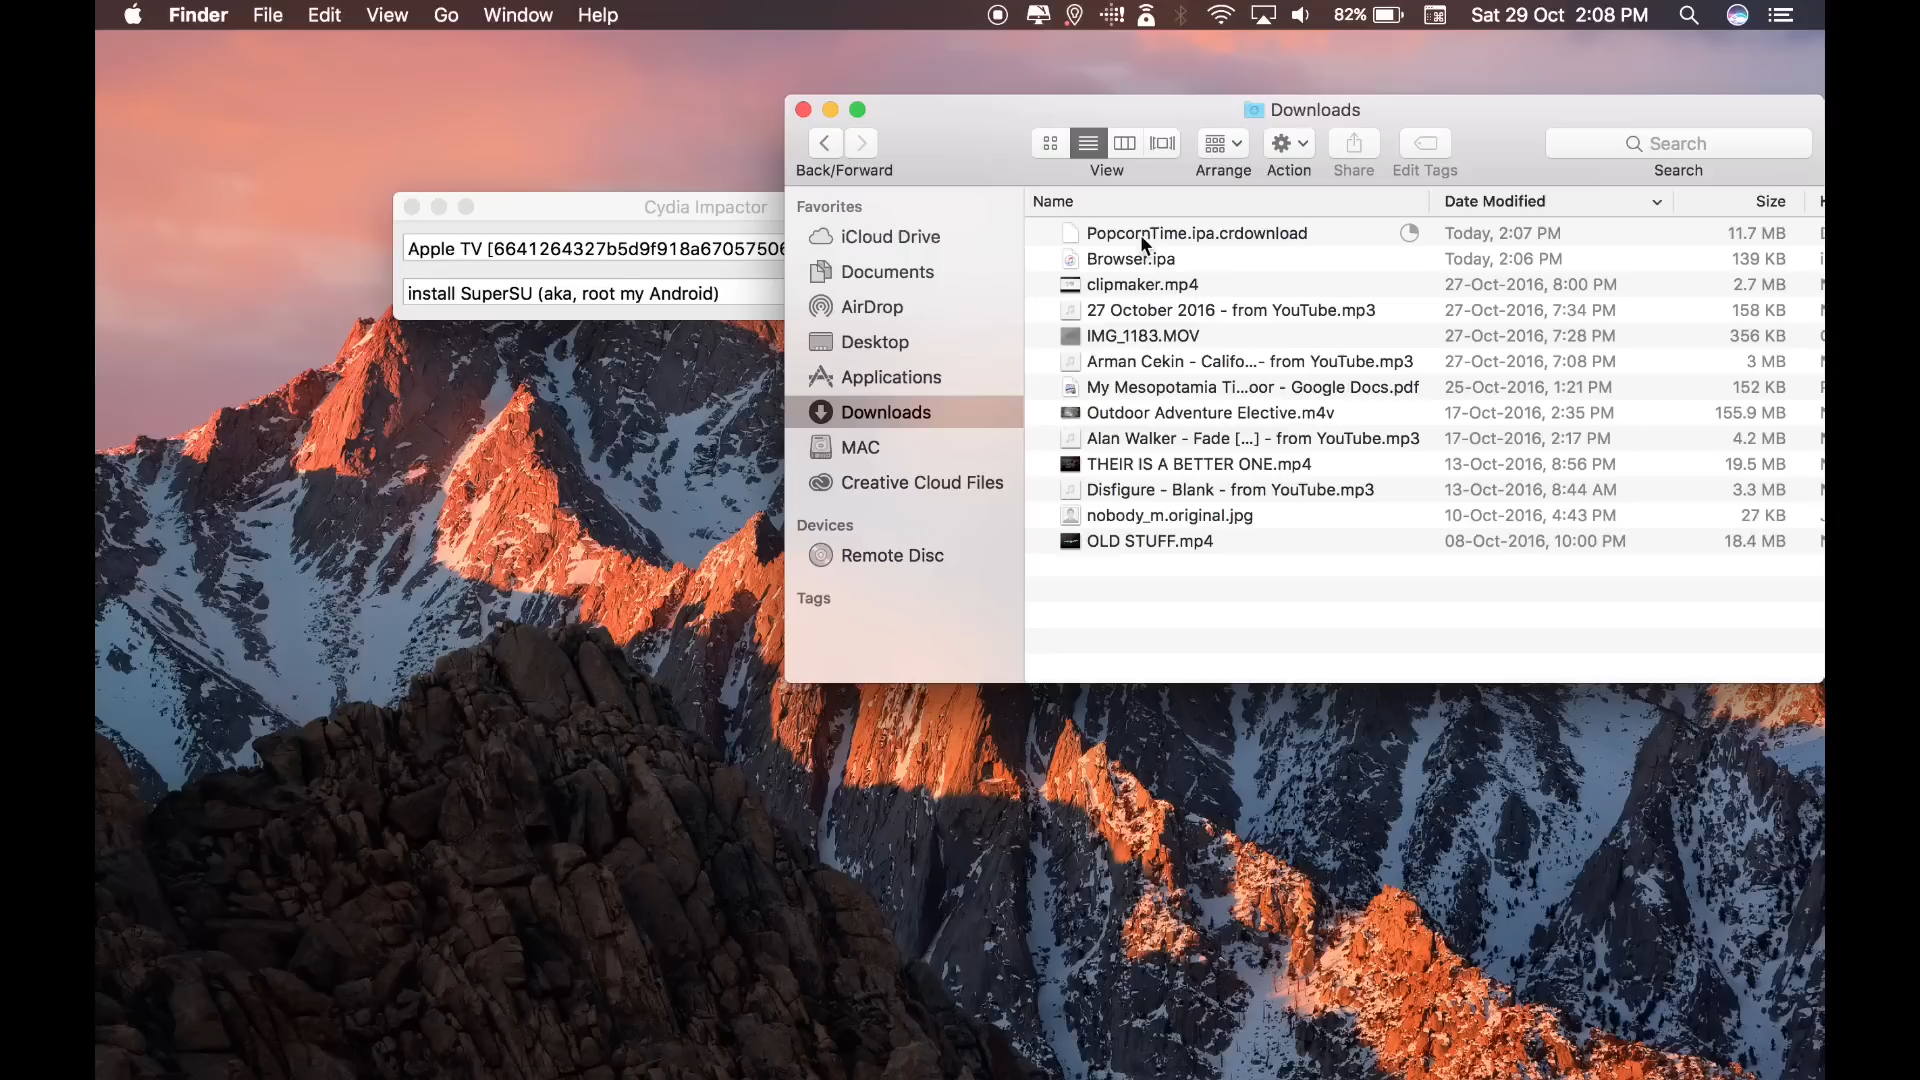 Finder File Edit View Go Window Help 82% Sat 29 Oct 2:08 PM
Cydia Impactor
Apple TV [6641264327b5d9f918a6705750
install SuperSU (aka, root my Android)
Downloads
Search
Back/Forward View Arrange Action Share Edit Tags Search
Favorites
iCloud Drive
Documents
AirDrop
Desktop
Applications
Downloads
MAC
Creative Cloud Files
Devices
Remote Disc
Tags
Name Date Modified Size
PopcornTime.ipa.crdownload Today, 2:07 PM 11.7 MB
Browser.ipa Today, 2:06 PM 139 KB
clipmaker.mp4 27-Oct-2016, 8:00 PM 2.7 MB
27 October 2016 - from YouTube.mp3 27-Oct-2016, 7:34 PM 158 KB
IMG_1183.MOV 27-Oct-2016, 7:28 PM 356 KB
Arman Cekin - Califo...- from YouTube.mp3 27-Oct-2016, 7:08 PM 3 MB
My Mesopotamia Ti...oor - Google Docs.pdf 25-Oct-2016, 1:21 PM 152 KB
Outdoor Adventure Elective.m4v 17-Oct-2016, 2:35 PM 155.9 MB
Alan Walker - Fade [...] - from YouTube.mp3 17-Oct-2016, 2:17 PM 4.2 MB
THEIR IS A BETTER ONE.mp4 13-Oct-2016, 8:56 PM 19.5 MB
Disfigure - Blank - from YouTube.mp3 13-Oct-2016, 8:44 AM 3.3 MB
nobody_m.original.jpg 10-Oct-2016, 4:43 PM 27 KB
OLD STUFF.mp4 08-Oct-2016, 10:00 PM 18.4 MB